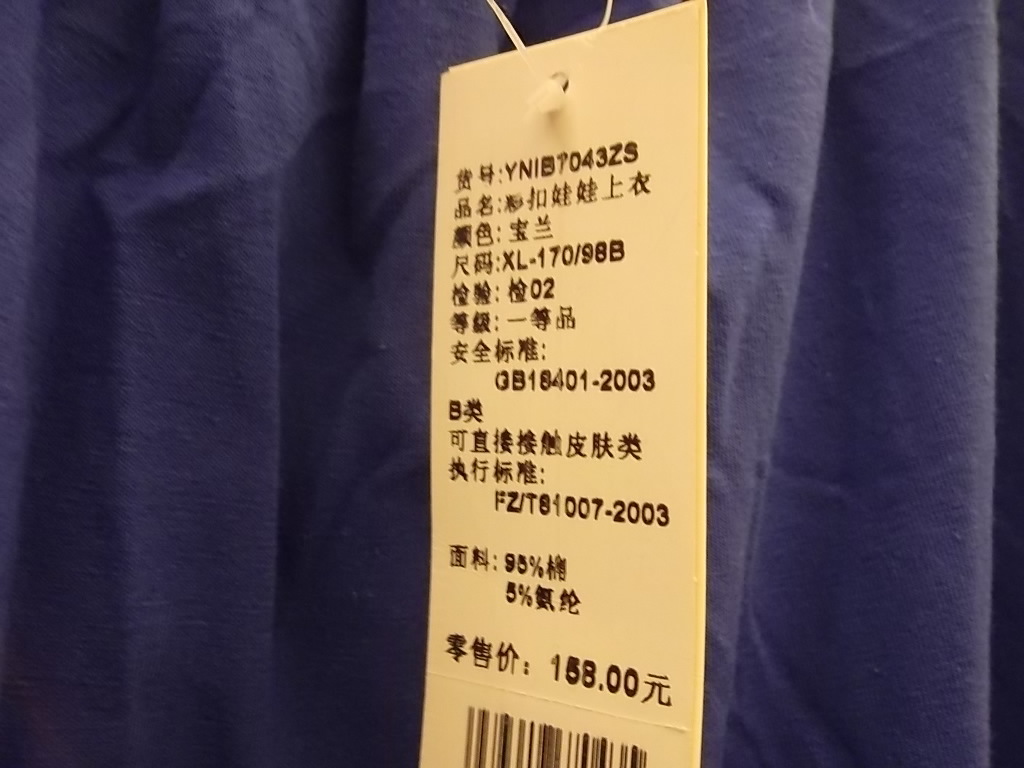 货号:YNIB7043ZS
品名:彩扣娃娃上衣
颜色: 宝兰
尺码:XL-170/98B
检验: 检02
等级: 一等品
安全标准:
GB18401-2003
B类
可直接接触皮肤类
执行标准:
FZ/T81007-2003
面料: 95%棉
5%氨纶
零售价: 158.00元